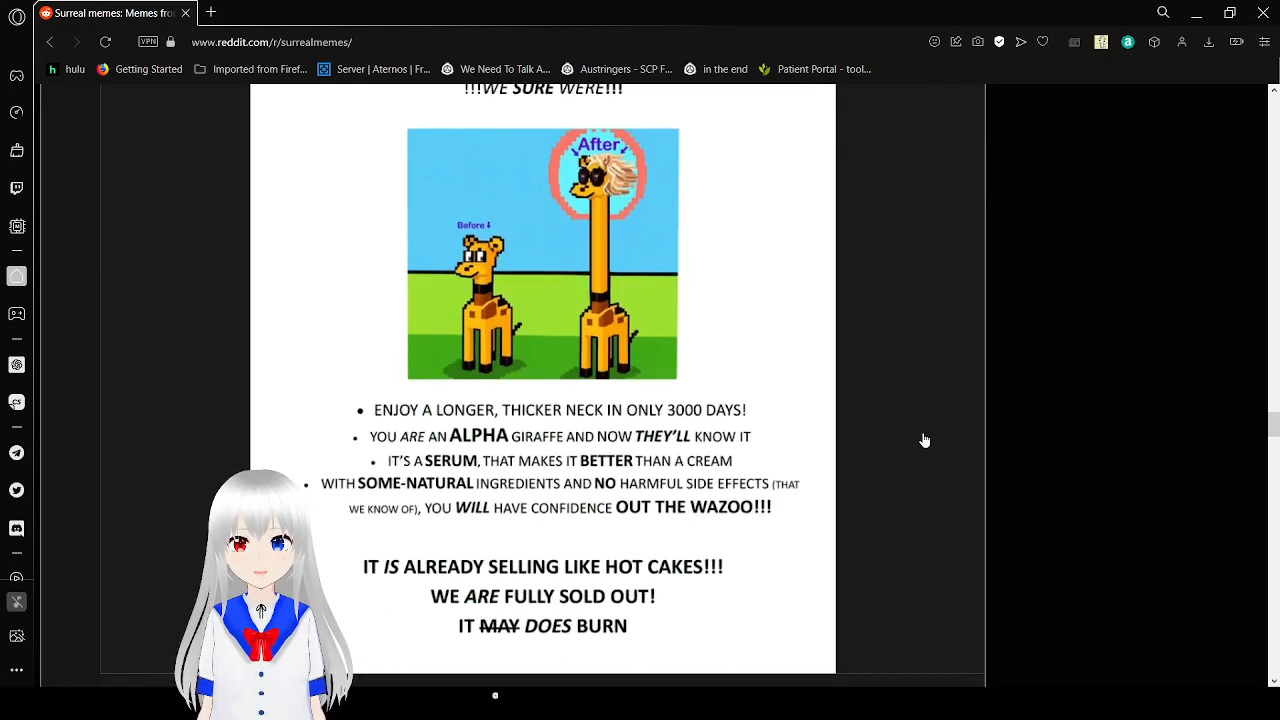 Surreal memes: Memes fro
VPN
www.reddit.com/r/surrealmemes/
hulu
Getting Started
Imported from Firef...
Server | Aternos | Fr...
We Need To Talk A...
Austringers - SCP F...
in the end
Patient Portal - tool...
!!!WE SURE WERE!!!
After
Before
• ENJOY A LONGER, THICKER NECK IN ONLY 3000 DAYS!
• YOU ARE AN ALPHA GIRAFFE AND NOW THEY'LL KNOW IT
• IT'S A SERUM, THAT MAKES IT BETTER THAN A CREAM
• WITH SOME-NATURAL INGREDIENTS AND NO HARMFUL SIDE EFFECTS (THAT
WE KNOW OF), YOU WILL HAVE CONFIDENCE OUT THE WAZOO!!!
IT IS ALREADY SELLING LIKE HOT CAKES!!!
WE ARE FULLY SOLD OUT!
IT MAY DOES BURN